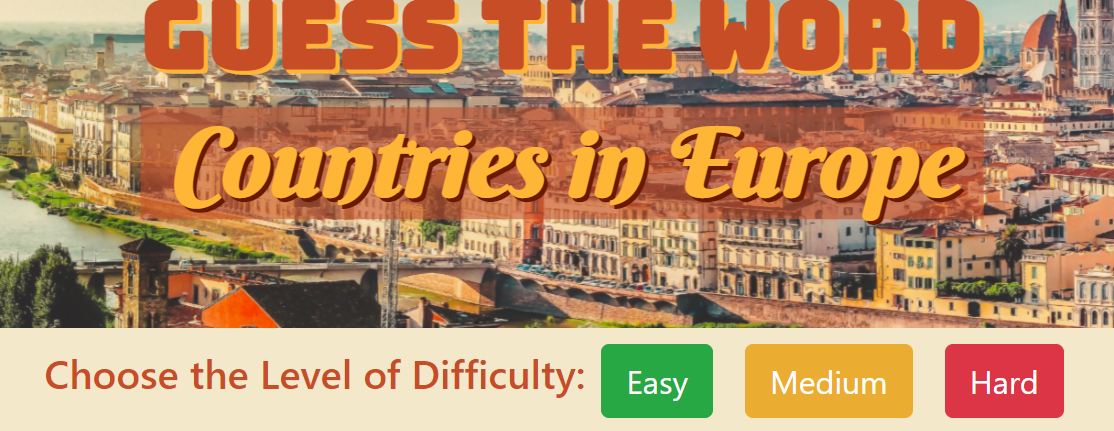 GUESS THE WORD
Countries in Europe
Choose the Level of Difficulty: Easy Medium Hard